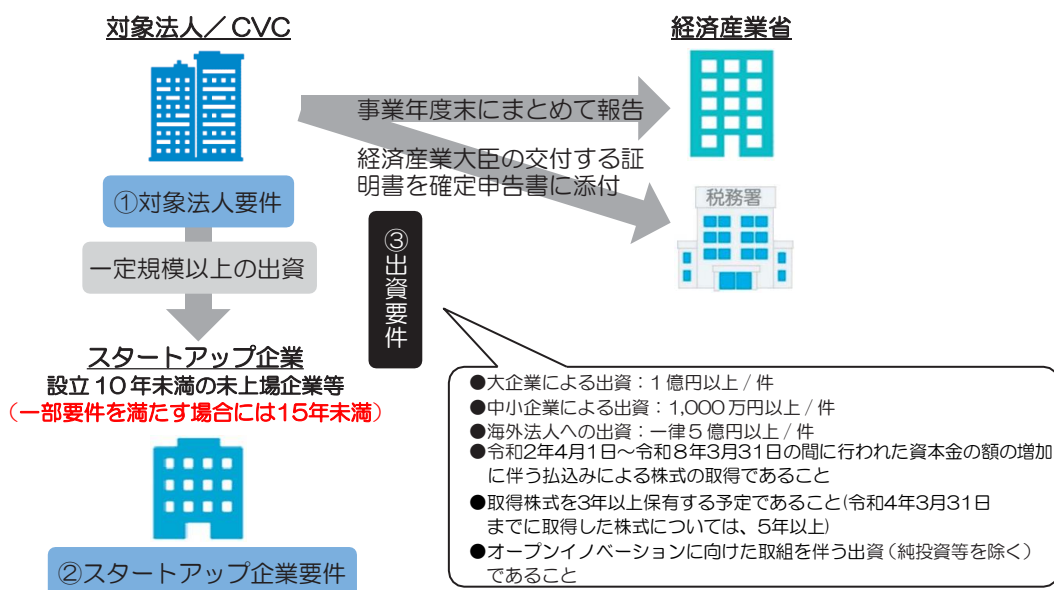 対象法人／CVC
経済産業省
事業年度末にまとめて報告
経済産業大臣の交付する証
明書を確定申告書に添付
税務署
①対象法人要件
一定規模以上の出資
③出資要件
スタートアップ企業
設立10年未満の未上場企業等
（一部要件を満たす場合には15年未満）
②スタートアップ企業要件
●大企業による出資：1億円以上/件
●中小企業による出資：1,000万円以上/件
●海外法人への出資：一律5億円以上/件
●令和2年4月1日～令和8年3月31日の間に行われた資本金の額の増加
に伴う払込みによる株式の取得であること
●取得株式を3年以上保有する予定であること(令和4年3月31日
までに取得した株式については、5年以上)
●オープンイノベーションに向けた取組を伴う出資（純投資等を除く）
であること